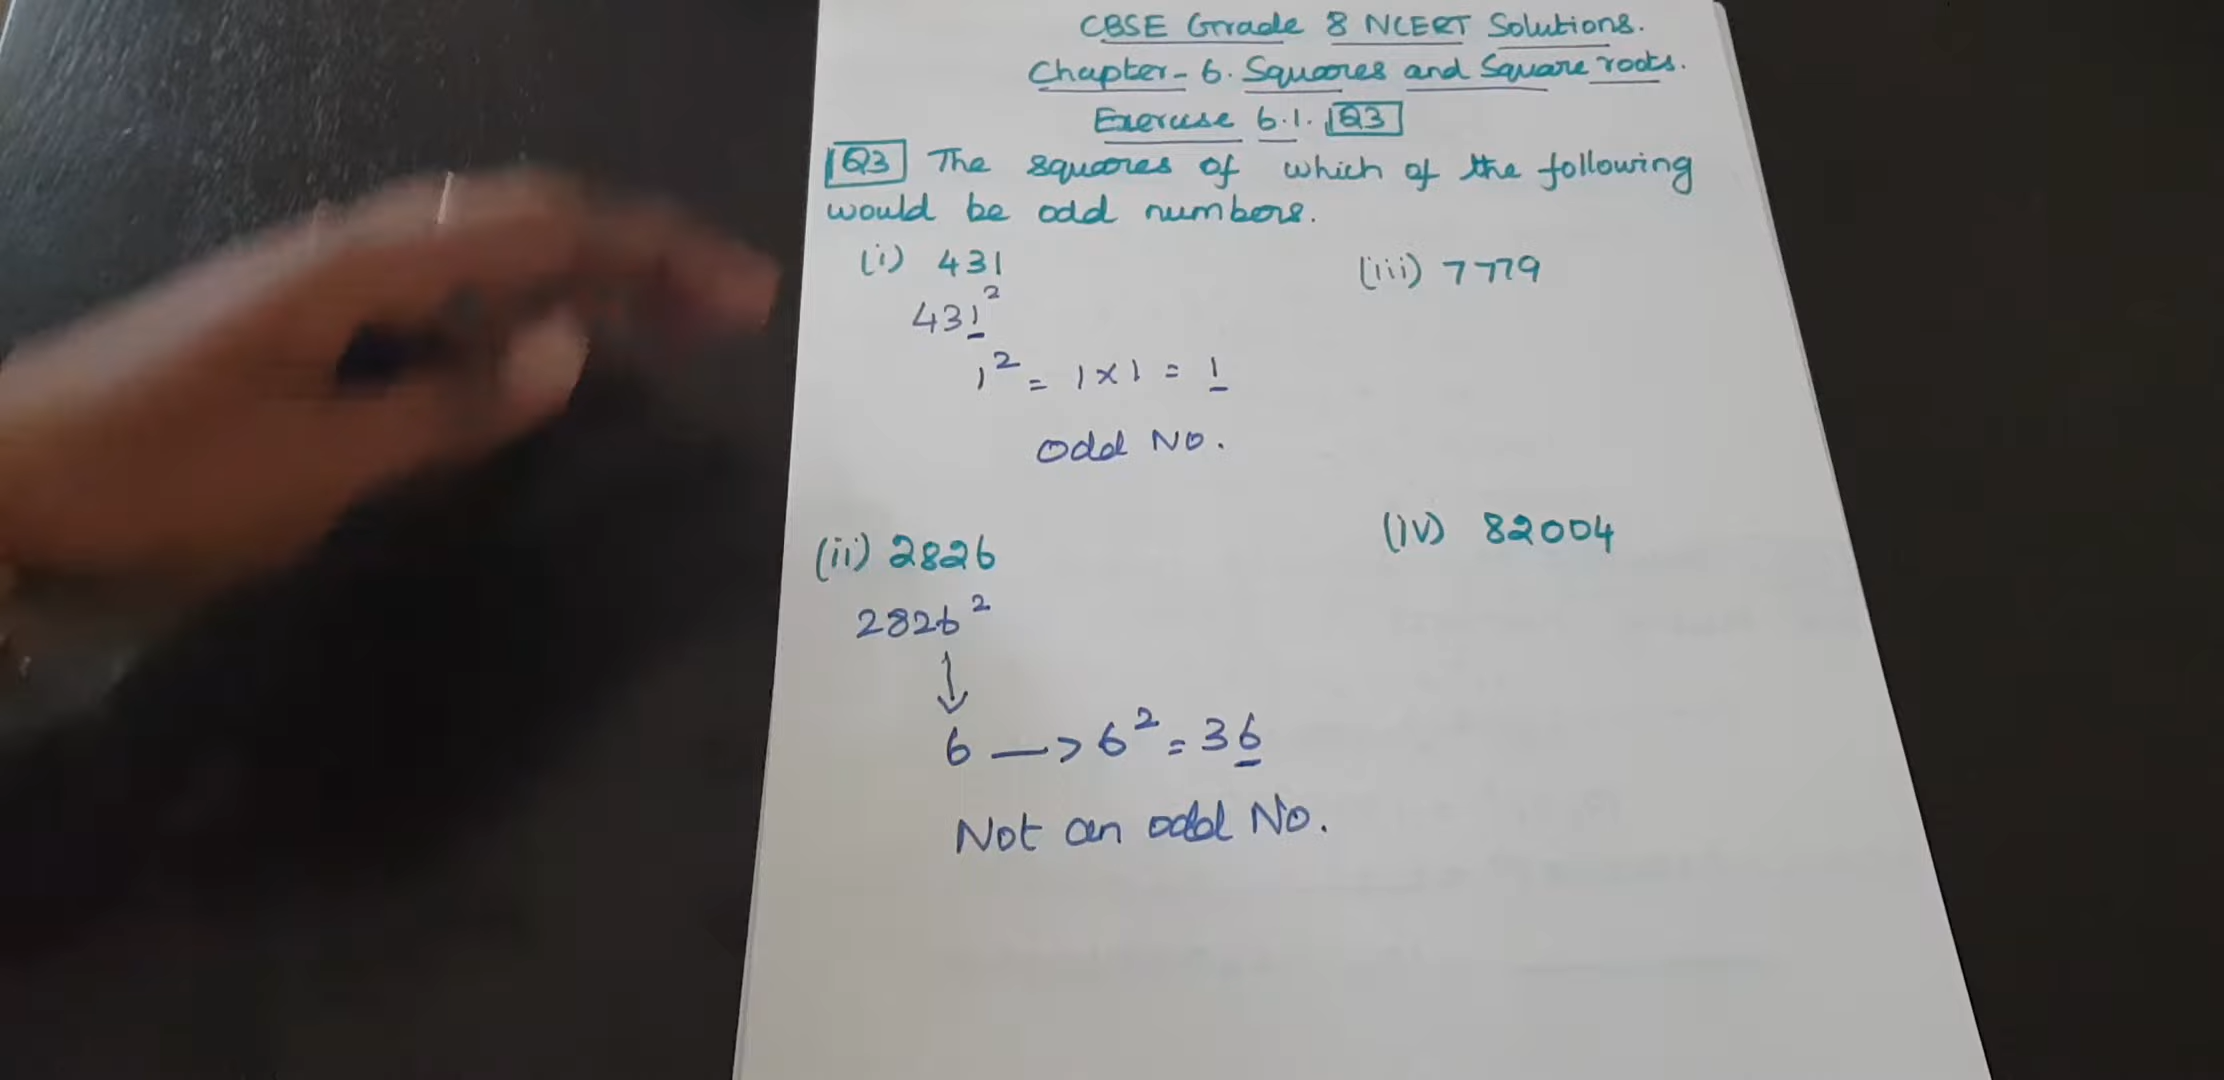 CBSE Grade 8 NCERT Solutions.
Chapter - 6. Squares and Square roots.
Exercise 6.1. Q3
Q3 The squares of which of the following
would be odd numbers.
(i) 431
431²
1² = 1 x 1 = 1
Odd No.
(ii) 2826
2826²
↓
6 —> 6² = 36
Not an odd No.
(iii) 7779
(iv) 82004